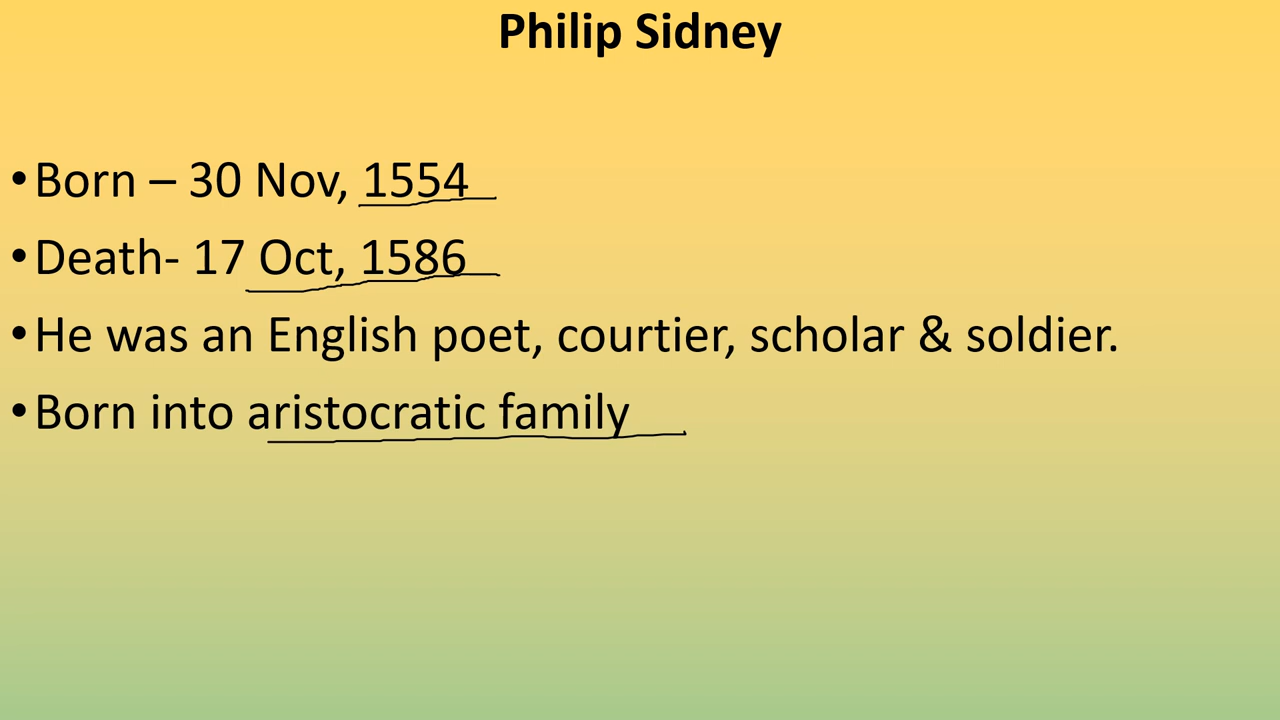 Philip Sidney
•Born – 30 Nov, 1554
•Death- 17 Oct, 1586
•He was an English poet, courtier, scholar & soldier.
•Born into aristocratic family